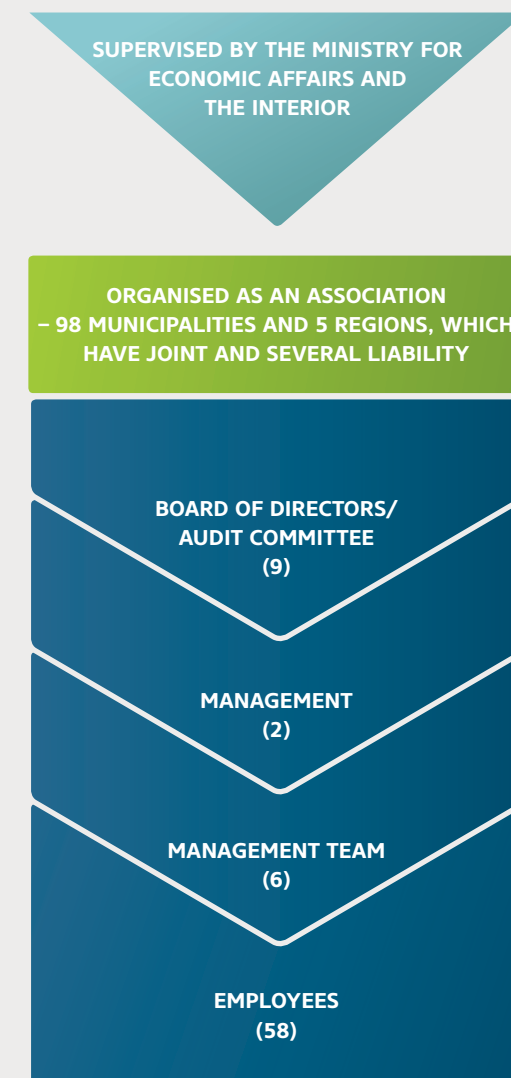 SUPERVISED BY THE MINISTRY FOR
ECONOMIC AFFAIRS AND
THE INTERIOR
ORGANISED AS AN ASSOCIATION
– 98 MUNICIPALITIES AND 5 REGIONS, WHICH
HAVE JOINT AND SEVERAL LIABILITY
BOARD OF DIRECTORS/
AUDIT COMMITTEE
(9)
MANAGEMENT
(2)
MANAGEMENT TEAM
(6)
EMPLOYEES
(58)